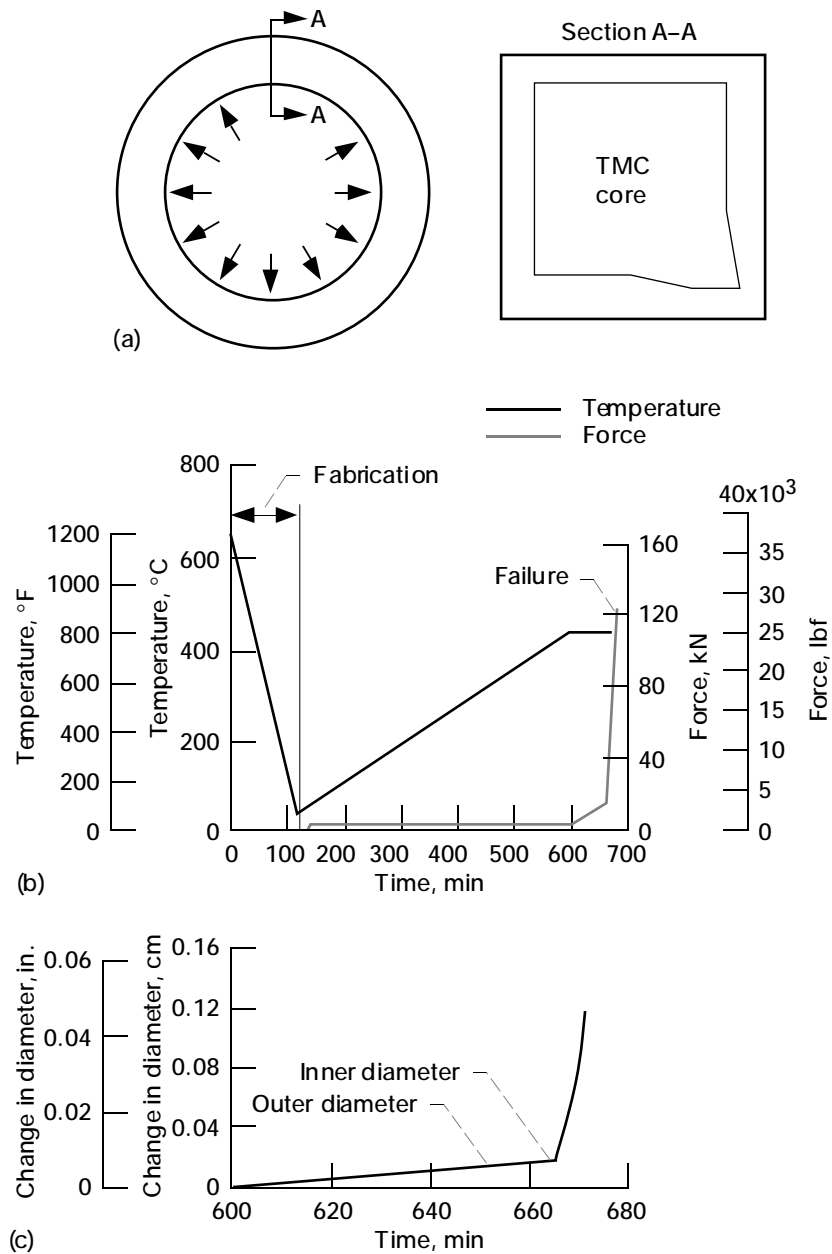 A
A
(a)
Section A–A
TMC
core
Temperature
Force
Fabrication
Failure
Temperature, °F
1200
1000
800
600
400
200
0
Temperature, °C
800
600
400
200
0
0 100 200 300 400 500 600 700
Time, min
160
120
80
40
0
Force, kN
40x10³
35
30
25
20
15
10
5
0
Force, lbf
(b)
Change in diameter, in.
0.06
0.04
0.02
0
Change in diameter, cm
0.16
0.12
0.08
0.04
0
Inner diameter
Outer diameter
600 620 640 660 680
Time, min
(c)